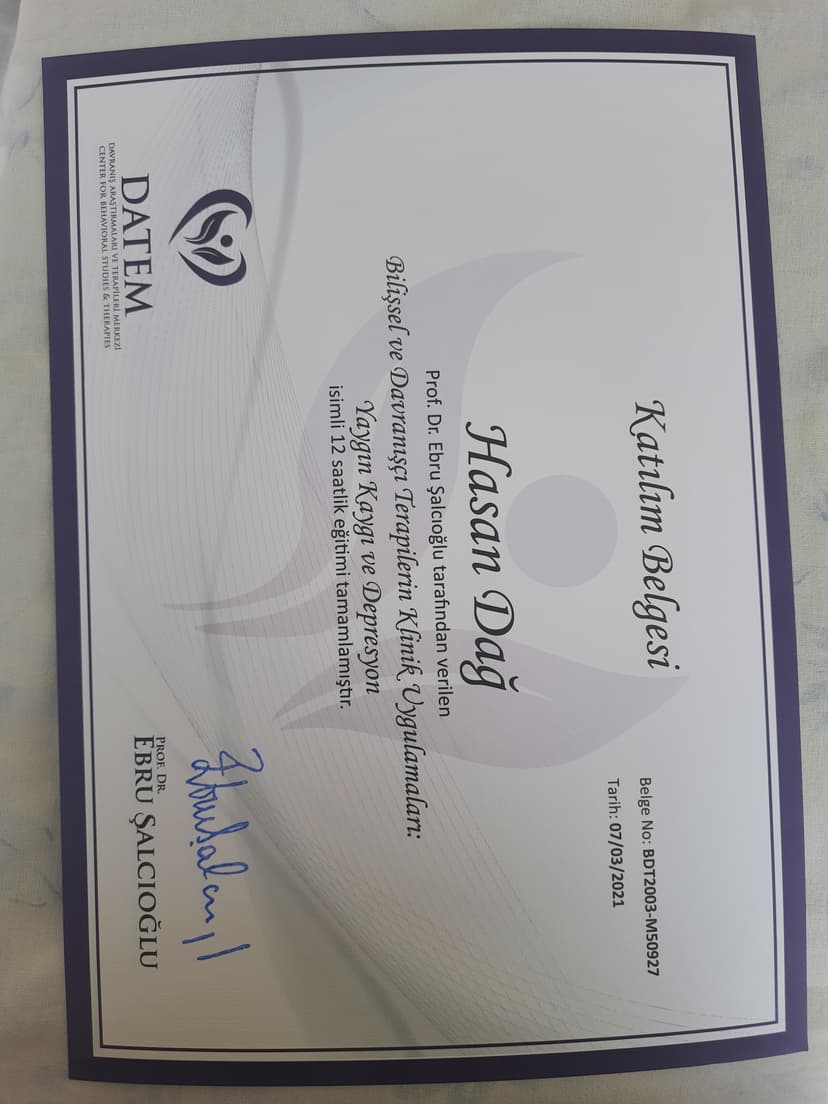 Belge No: BDT2003-M50927
Tarih: 07/03/2021
Katılım Belgesi
Hasan Dağ
Prof. Dr. Ebru Şalcıoğlu tarafından verilen
Bilişsel ve Davranışçı Terapilerin Klinik Uygulamaları:
Yaygın Kaygı ve Depresyon
isimli 12 saatlik eğitimi tamamlamıştır.
DATEM
DAVRANIŞ ARAŞTIRMALARI VE TERAPİLERİ MERKEZİ
CENTER FOR BEHAVIORAL STUDIES & THERAPIES
PROF. DR.
EBRU ŞALCIOĞLU